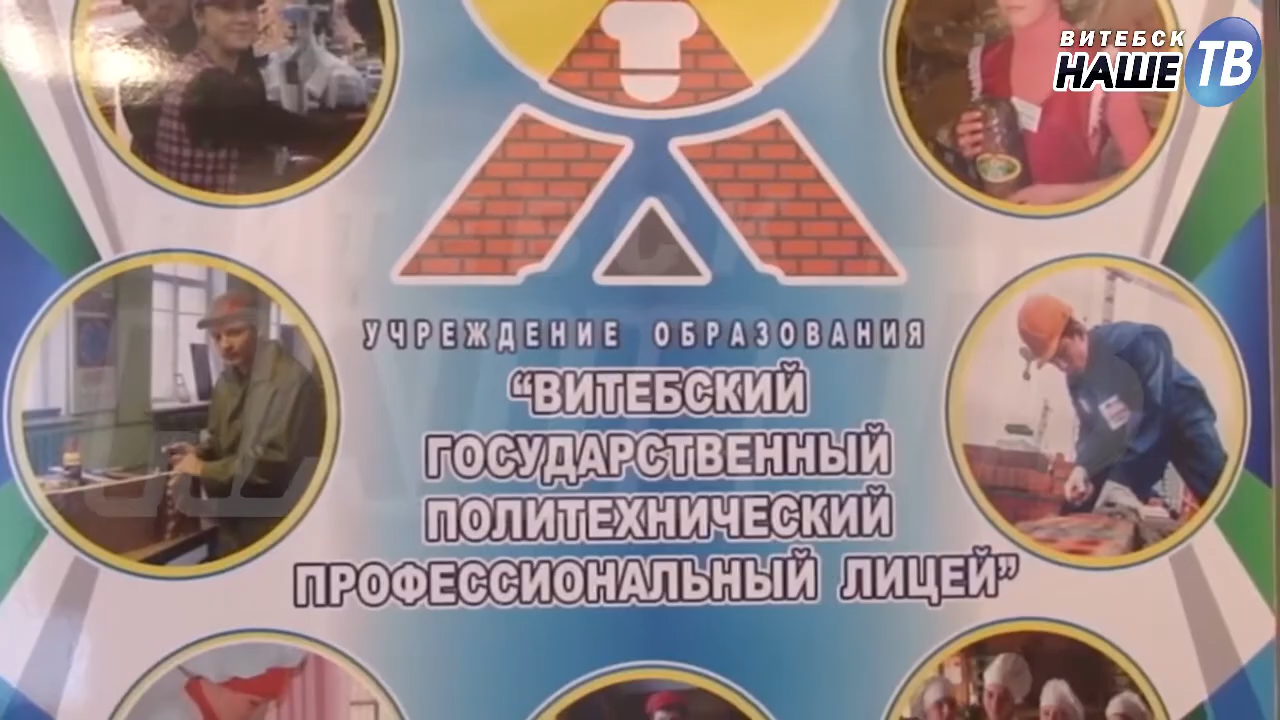 ВИТЕБСК
НАШЕ ТВ
УЧРЕЖДЕНИЕ ОБРАЗОВАНИЯ
“ВИТЕБСКИЙ
ГОСУДАРСТВЕННЫЙ
ПОЛИТЕХНИЧЕСКИЙ
ПРОФЕССИОНАЛЬНЫЙ ЛИЦЕЙ”